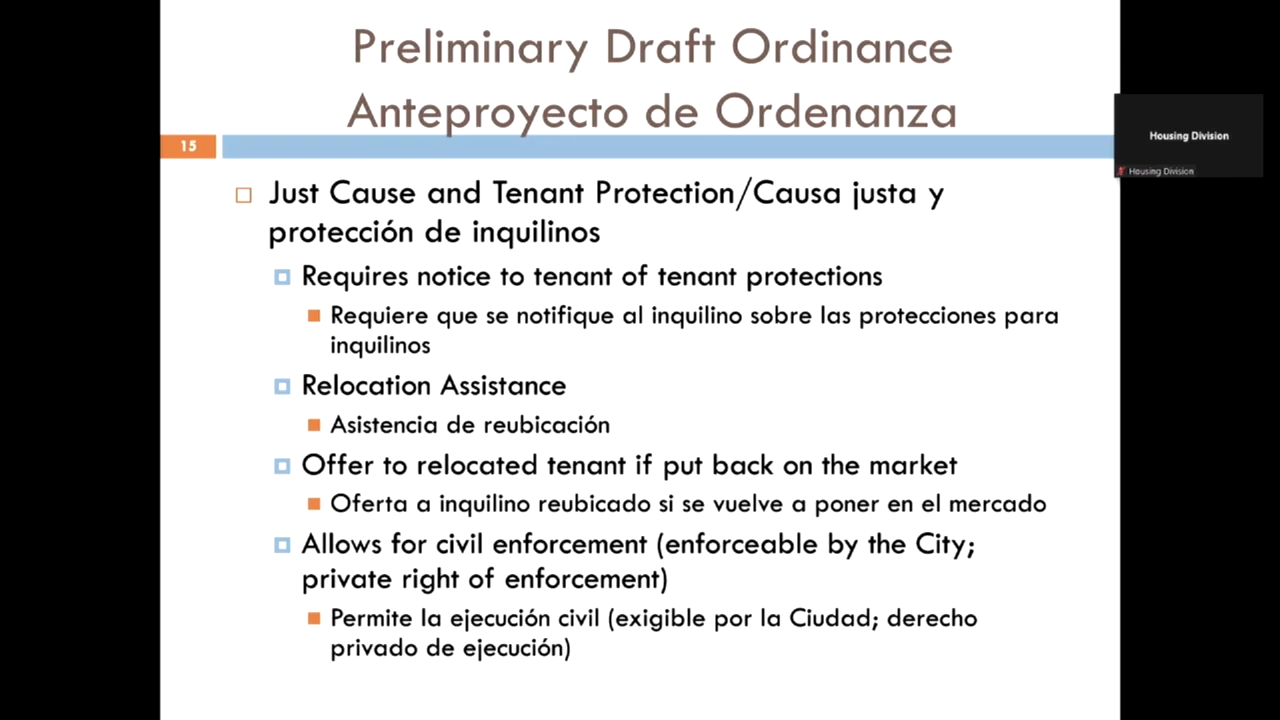 Preliminary Draft Ordinance
Anteproyecto de Ordenanza
15
Just Cause and Tenant Protection/Causa justa y
protección de inquilinos
Requires notice to tenant of tenant protections
Requiere que se notifique al inquilino sobre las protecciones para
inquilinos
Relocation Assistance
Asistencia de reubicación
Offer to relocated tenant if put back on the market
Oferta a inquilino reubicado si se vuelve a poner en el mercado
Allows for civil enforcement (enforceable by the City;
private right of enforcement)
Permite la ejecución civil (exigible por la Ciudad; derecho
privado de ejecución)
Housing Division
Housing Division